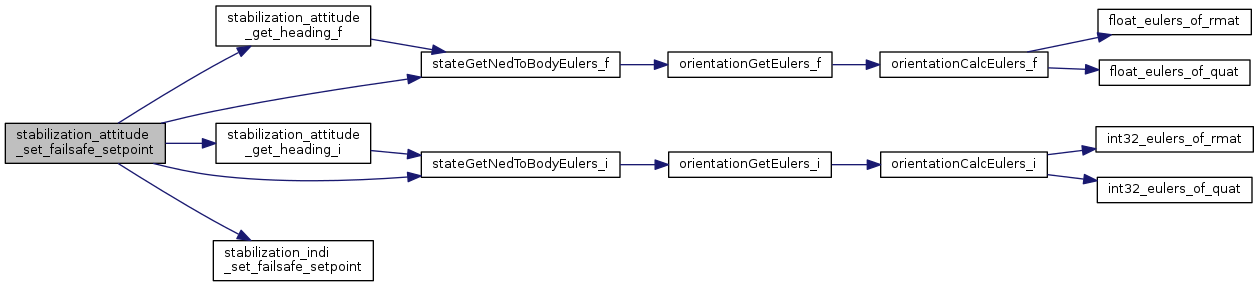 stabilization_attitude
_set_failsafe_setpoint
stabilization_attitude
_get_heading_f
stateGetNedToBodyEulers_f
orientationGetEulers_f
orientationCalcEulers_f
float_eulers_of_rmat
float_eulers_of_quat
stabilization_attitude
_get_heading_i
stateGetNedToBodyEulers_i
orientationGetEulers_i
orientationCalcEulers_i
int32_eulers_of_rmat
int32_eulers_of_quat
stabilization_indi
_set_failsafe_setpoint